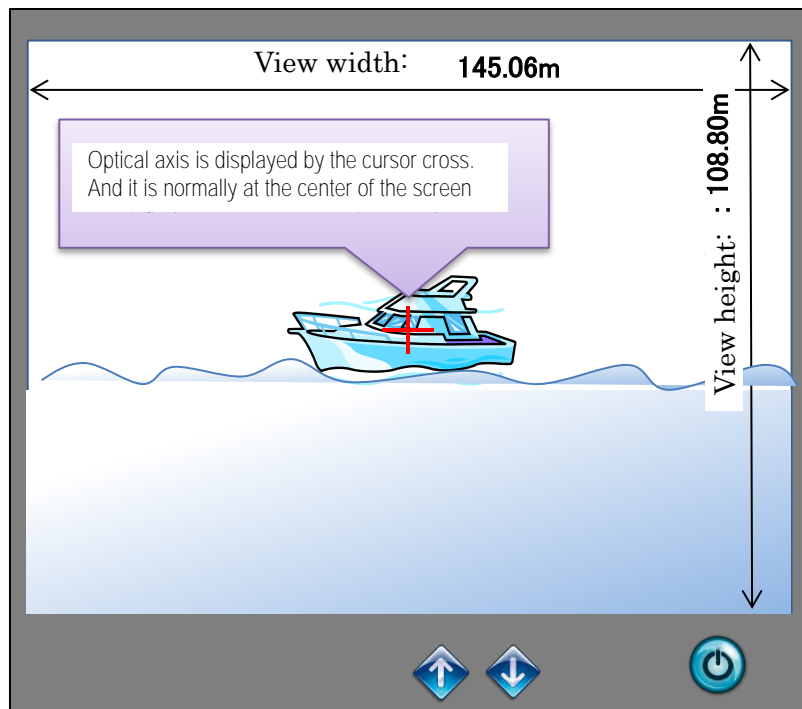 View width: 145.06m
Optical axis is displayed by the cursor cross.
And it is normally at the center of the screen
View height: : 108.80m